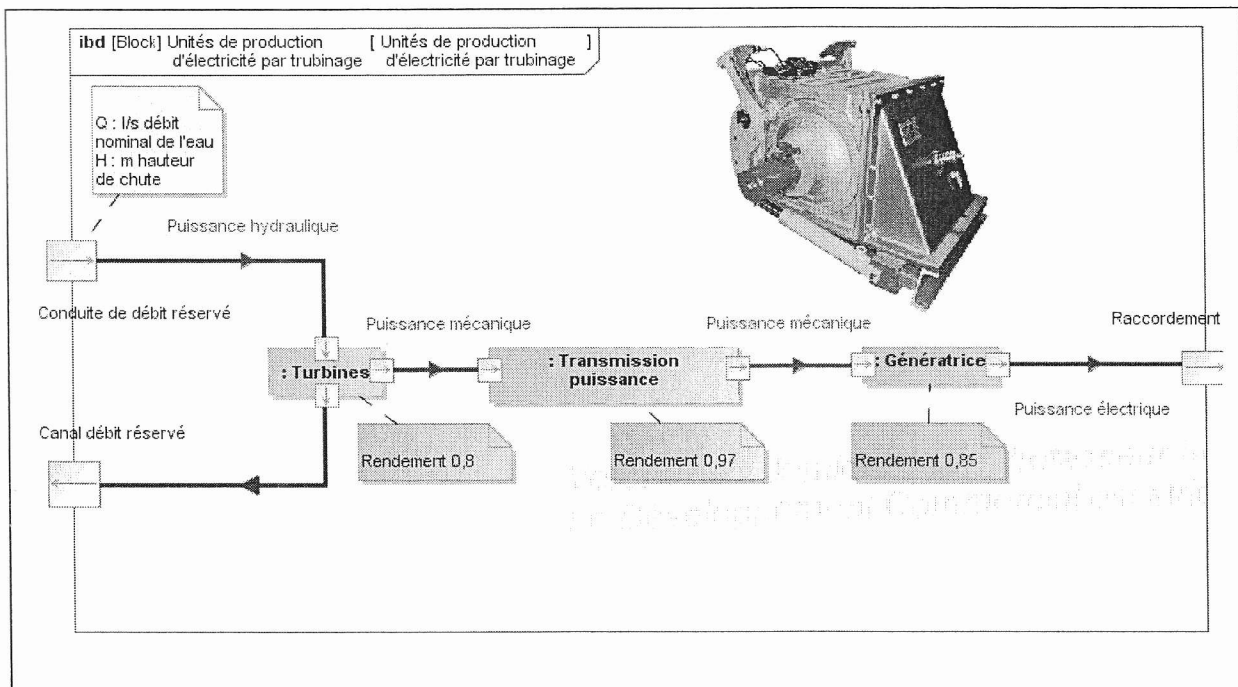 ibd [Block] Unités de production [ Unités de production ]
d'électricité par trubinage d'électricité par trubinage
Q : l/s débit
nominal de l'eau
H : m hauteur
de chute
Puissance hydraulique
Conduite de débit réservé
Puissance mécanique
Puissance mécanique
Raccordement
: Turbines
: Transmission
puissance
: Génératrice
Puissance électrique
Canal débit réservé
Rendement 0,8
Rendement 0,97
Rendement 0,85